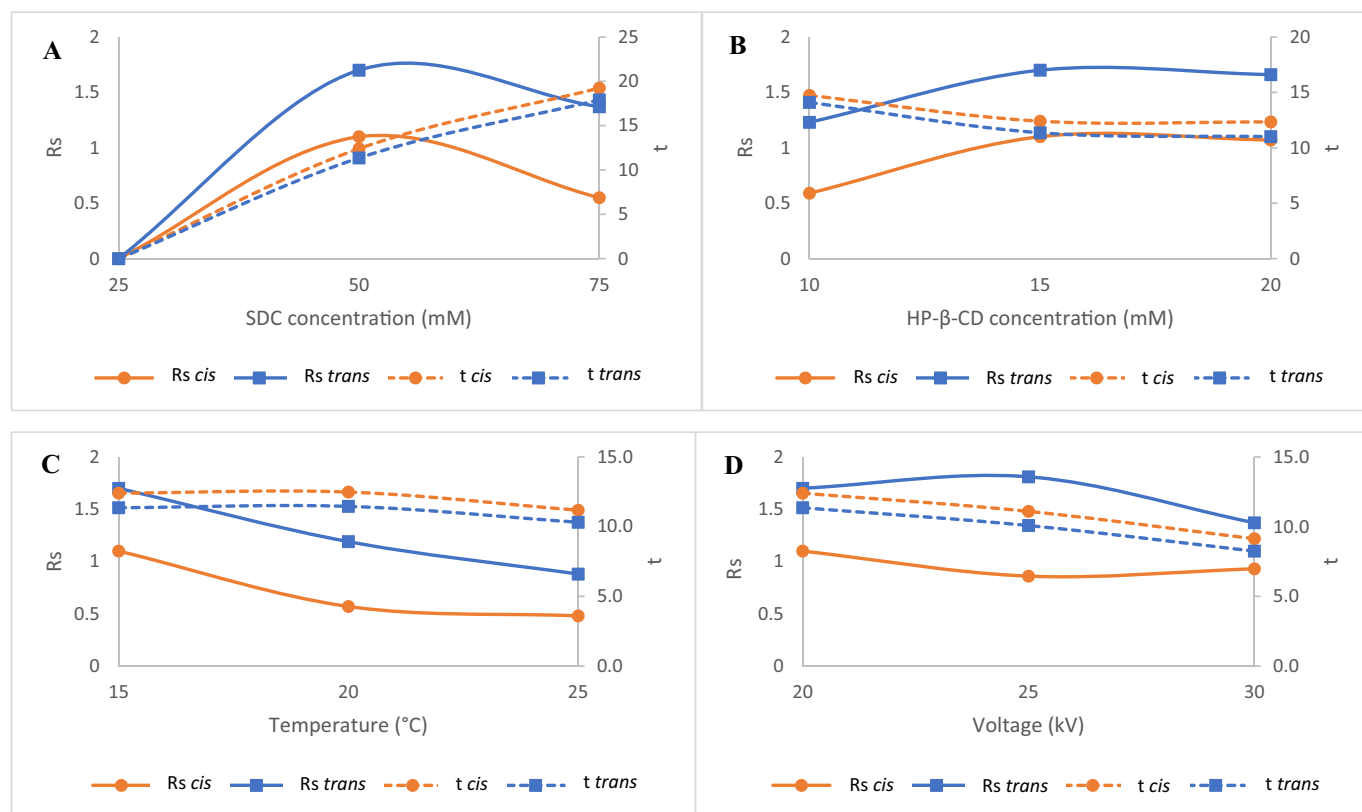 A
2
1.5
1
0.5
0
Rs
25
20
15
10
5
0
t
25 50 75
SDC concentration (mM)
Rs cis Rs trans t cis t trans
B
2
1.5
1
0.5
0
Rs
20
15
10
5
0
t
10 15 20
HP-β-CD concentration (mM)
Rs cis Rs trans t cis t trans
C
2
1.5
1
0.5
0
Rs
15.0
10.0
5.0
0.0
t
15 20 25
Temperature (°C)
Rs cis Rs trans t cis t trans
D
2
1.5
1
0.5
0
Rs
15.0
10.0
5.0
0.0
t
20 25 30
Voltage (kV)
Rs cis Rs trans t cis t trans